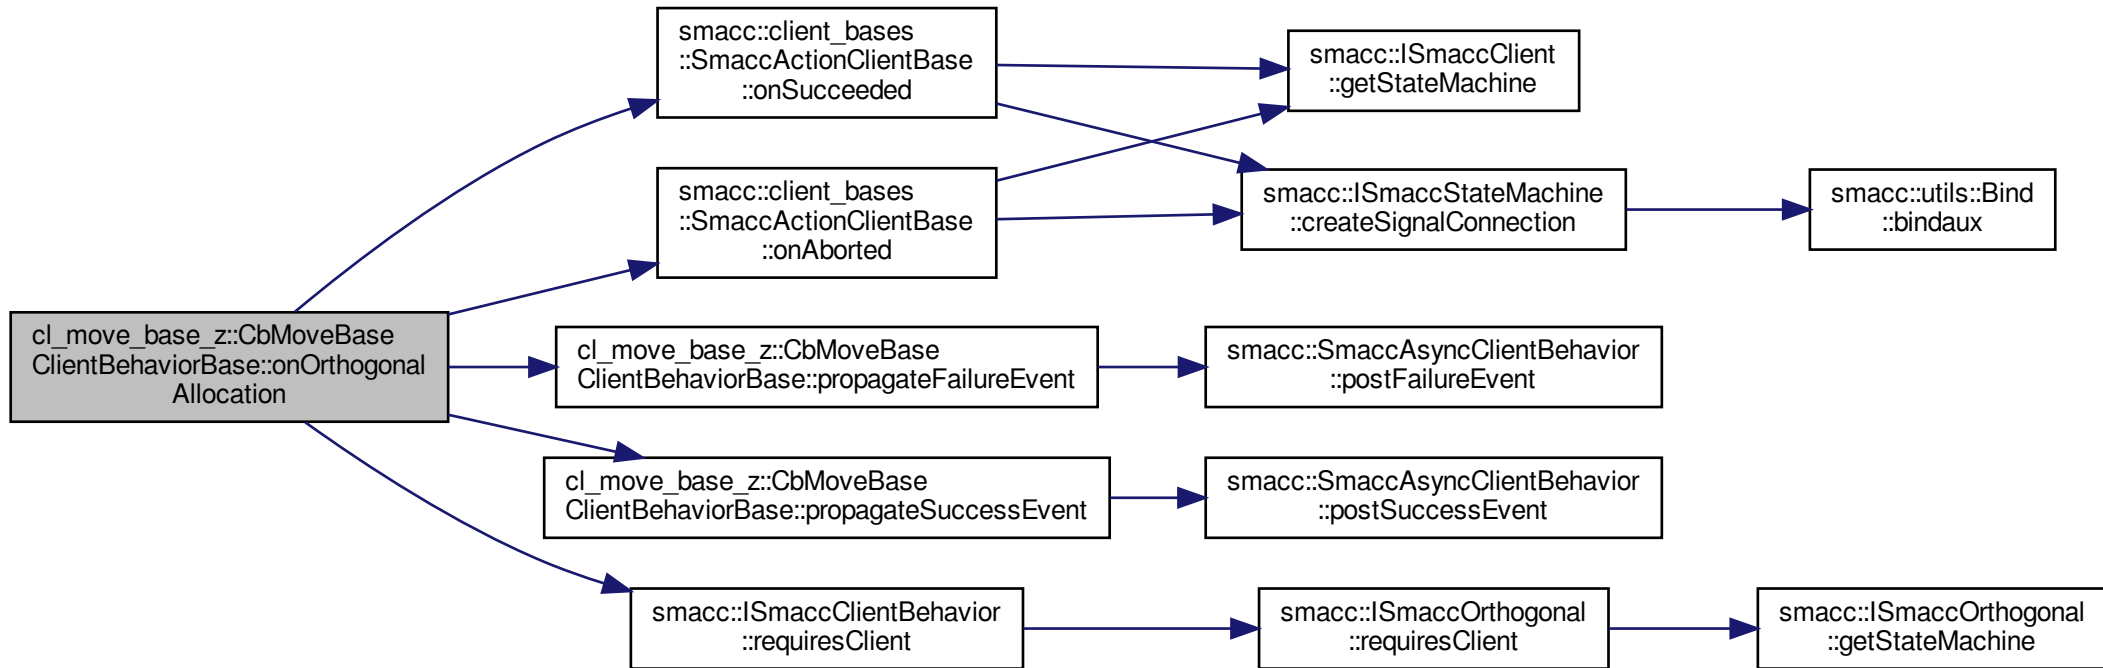 smacc::client_bases
::SmaccActionClientBase
::onSucceeded
smacc::ISmaccClient
::getStateMachine
smacc::client_bases
::SmaccActionClientBase
::onAborted
smacc::ISmaccStateMachine
::createSignalConnection
smacc::utils::Bind
::bindaux
cl_move_base_z::CbMoveBase
ClientBehaviorBase::onOrthogonal
Allocation
cl_move_base_z::CbMoveBase
ClientBehaviorBase::propagateFailureEvent
smacc::SmaccAsyncClientBehavior
::postFailureEvent
cl_move_base_z::CbMoveBase
ClientBehaviorBase::propagateSuccessEvent
smacc::SmaccAsyncClientBehavior
::postSuccessEvent
smacc::ISmaccClientBehavior
::requiresClient
smacc::ISmaccOrthogonal
::requiresClient
smacc::ISmaccOrthogonal
::getStateMachine